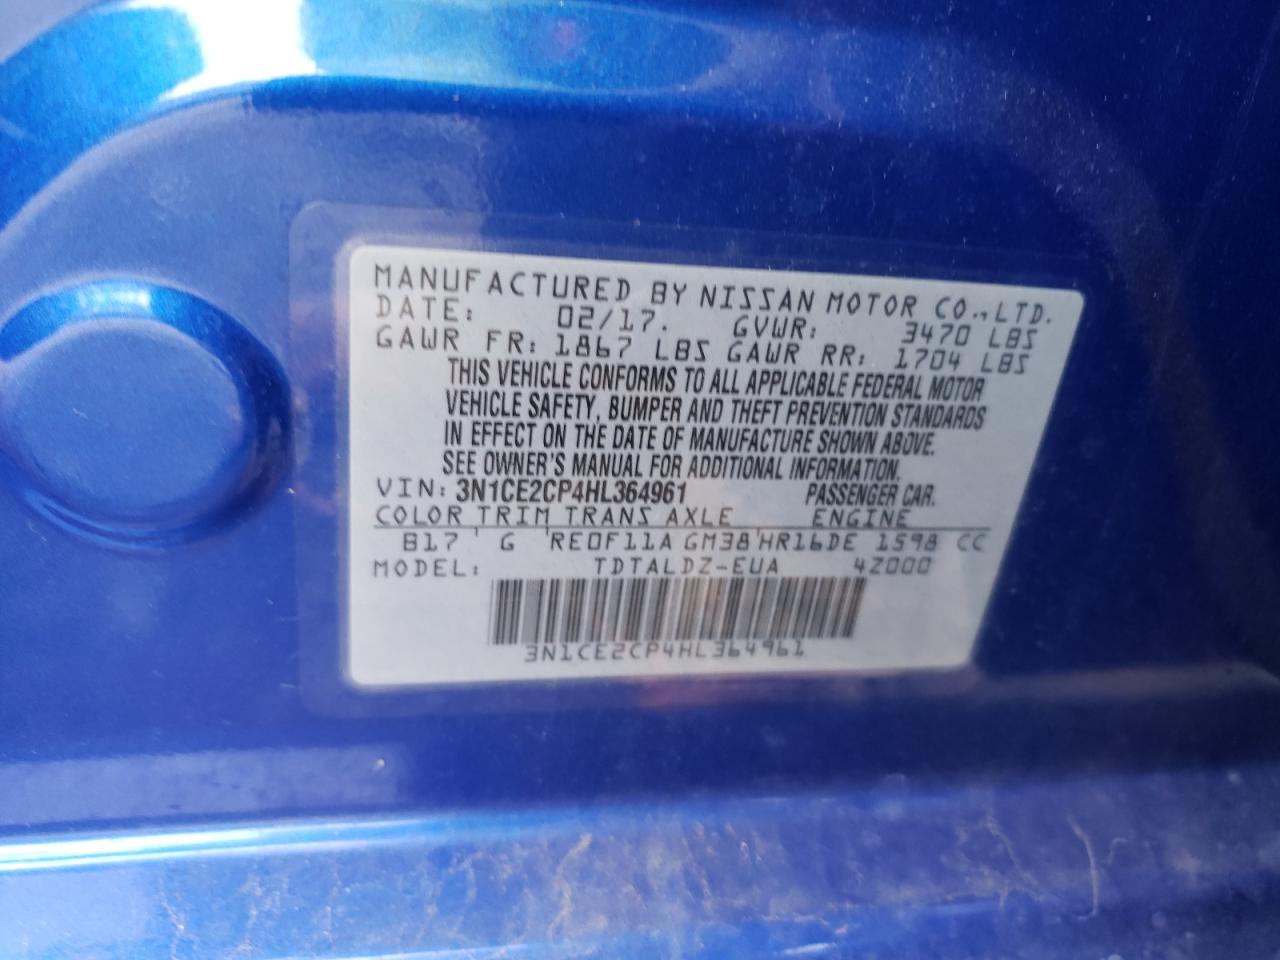 MANUFACTURED BY NISSAN MOTOR CO.,LTD.
DATE: 02/17. GVWR: 3470 LBS
GAWR FR: 1867 LBS GAWR RR: 1704 LBS
THIS VEHICLE CONFORMS TO ALL APPLICABLE FEDERAL MOTOR
VEHICLE SAFETY, BUMPER AND THEFT PREVENTION STANDARDS
IN EFFECT ON THE DATE OF MANUFACTURE SHOWN ABOVE.
SEE OWNER'S MANUAL FOR ADDITIONAL INFORMATION.
VIN: 3N1CE2CP4HL364961 PASSENGER CAR.
COLOR TRIM TRANS AXLE ENGINE
B17 G RE0F11A GM38 HR16DE 1598 CC
MODEL: TDTALDZ-EUA 4Z000
3N1CE2CP4HL364961